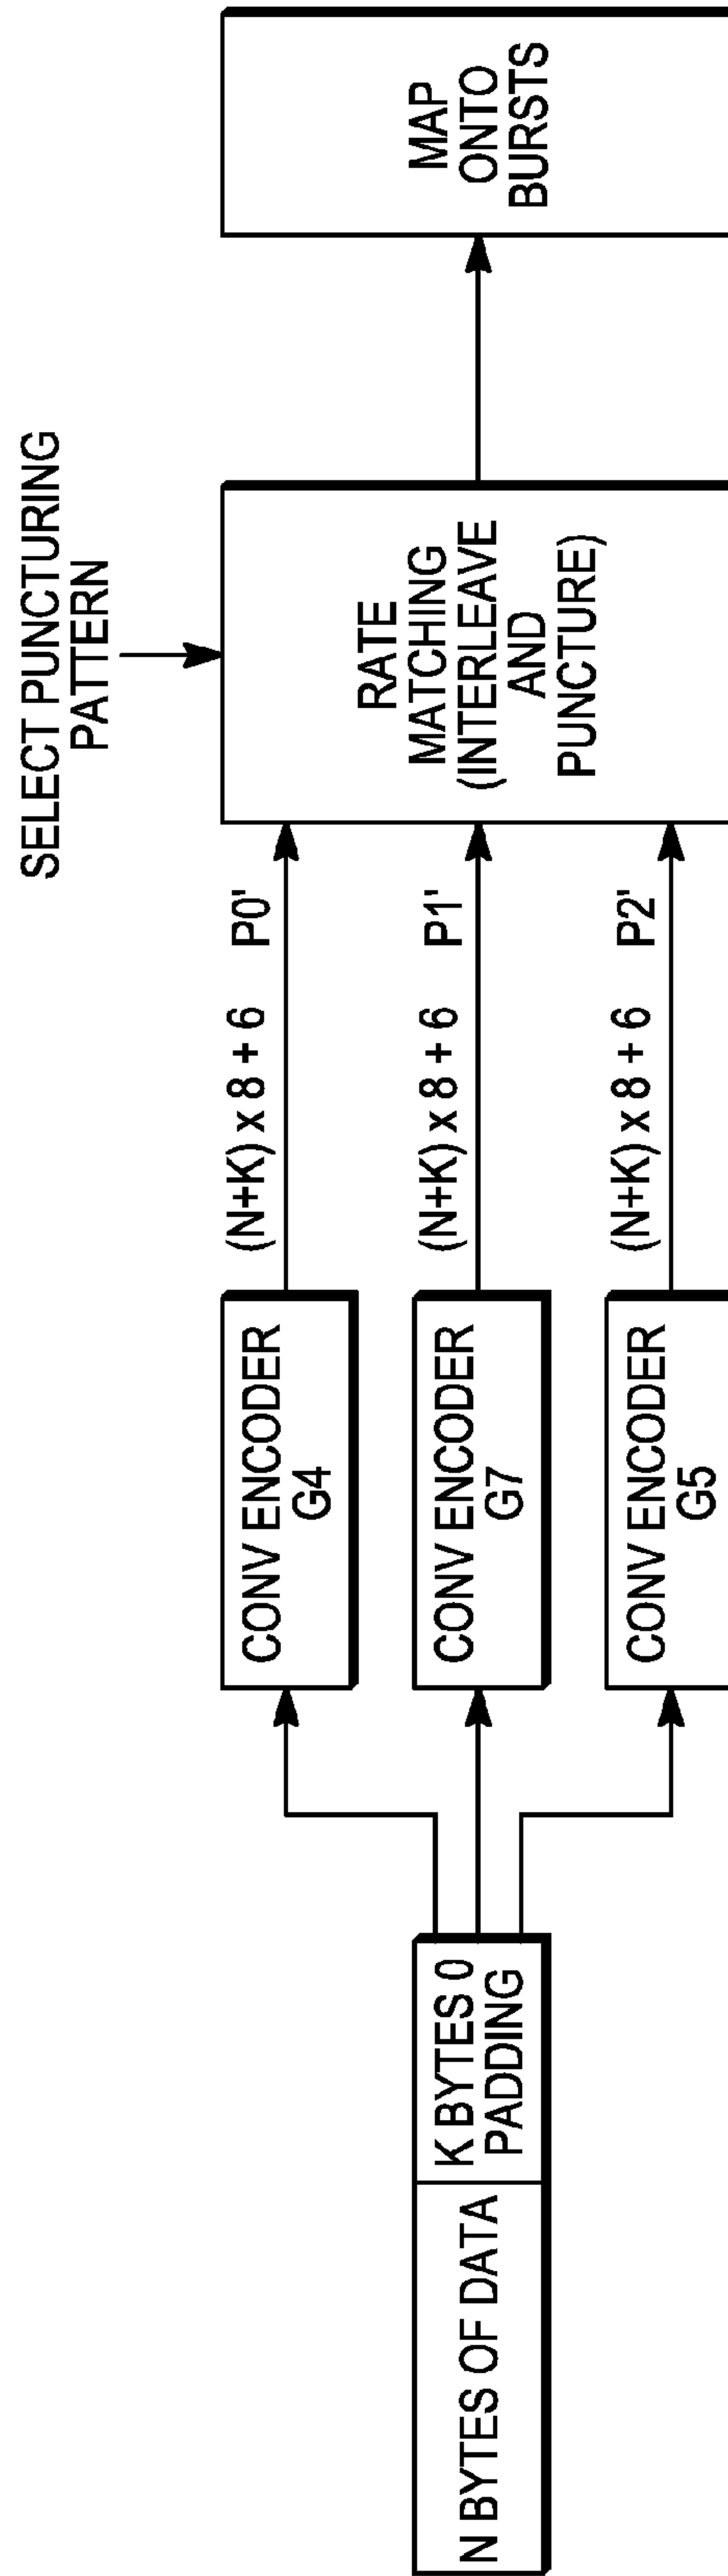 N BYTES OF DATA
K BYTES 0
PADDING
CONV ENCODER
G4
CONV ENCODER
G7
CONV ENCODER
G5
(N+K) x 8 + 6 P0'
(N+K) x 8 + 6 P1'
(N+K) x 8 + 6 P2'
SELECT PUNCTURING
PATTERN
RATE
MATCHING
(INTERLEAVE
AND
PUNCTURE)
MAP
ONTO
BURSTS